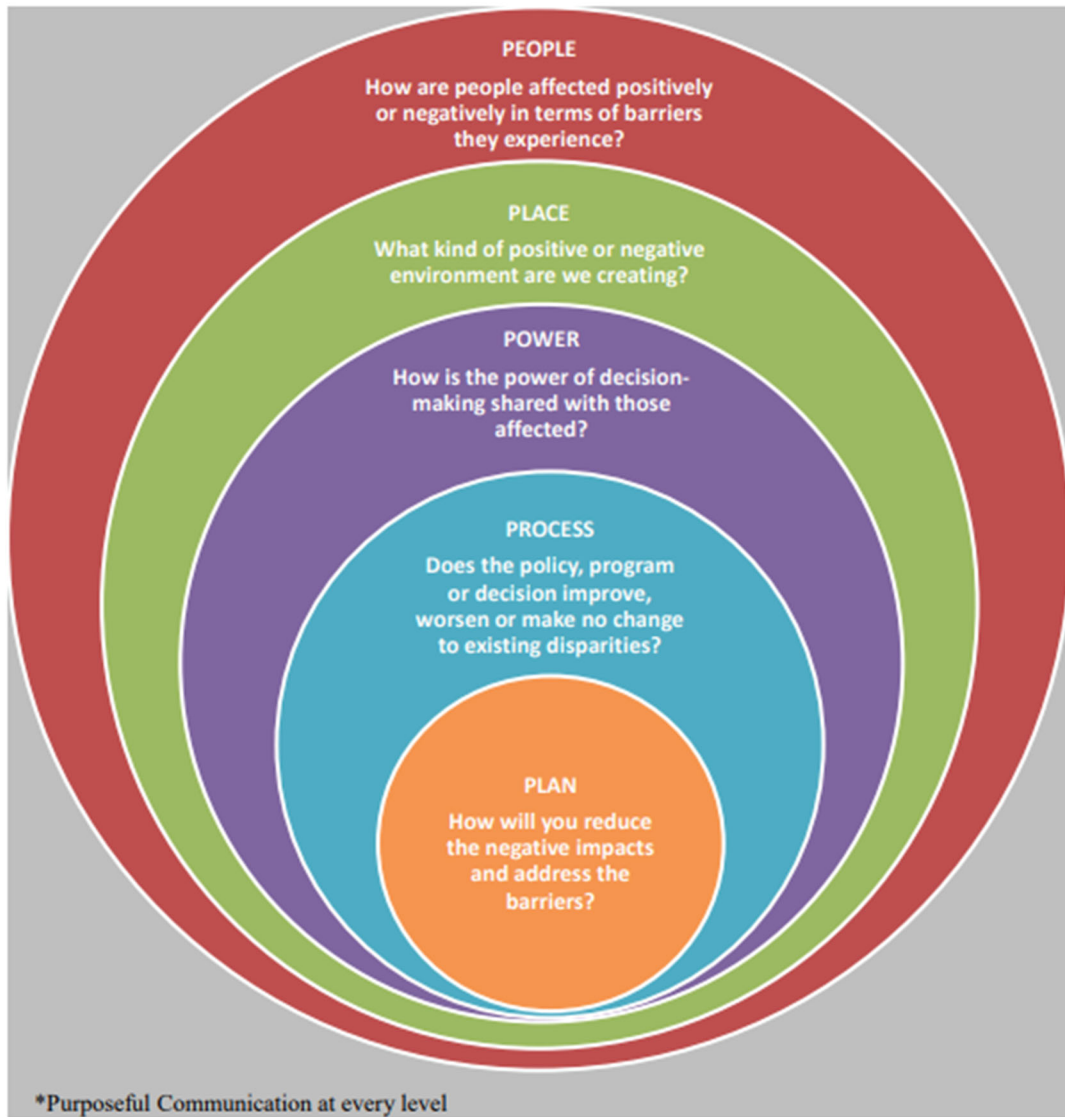 PEOPLE
How are people affected positively
or negatively in terms of barriers
they experience?
PLACE
What kind of positive or negative
environment are we creating?
POWER
How is the power of decision-
making shared with those
affected?
PROCESS
Does the policy, program
or decision improve,
worsen or make no change
to existing disparities?
PLAN
How will you reduce
the negative impacts
and address the
barriers?
*Purposeful Communication at every level